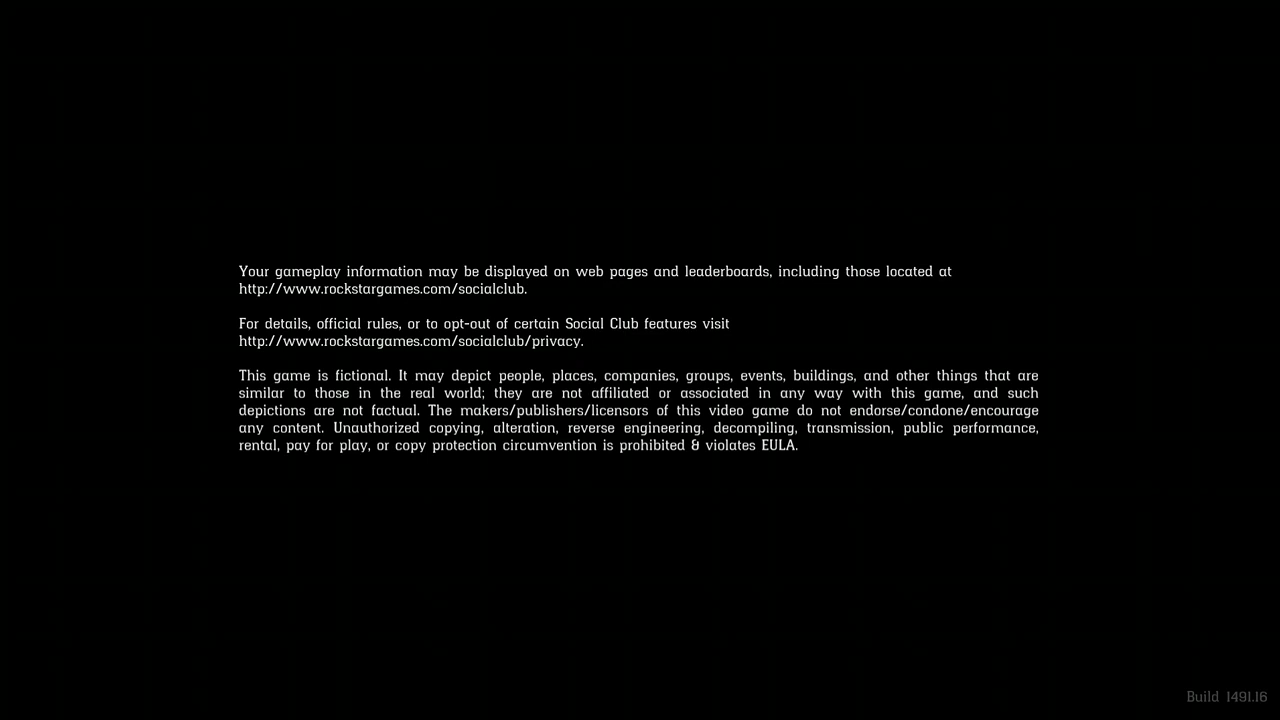 Your gameplay information may be displayed on web pages and leaderboards, including those located at
http://www.rockstargames.com/socialclub.
For details, official rules, or to opt-out of certain Social Club features visit
http://www.rockstargames.com/socialclub/privacy.
This game is fictional. It may depict people, places, companies, groups, events, buildings, and other things that are
similar to those in the real world; they are not affiliated or associated in any way with this game, and such
depictions are not factual. The makers/publishers/licensors of this video game do not endorse/condone/encourage
any content. Unauthorized copying, alteration, reverse engineering, decompiling, transmission, public performance,
rental, pay for play, or copy protection circumvention is prohibited & violates EULA.
Build 1491.16